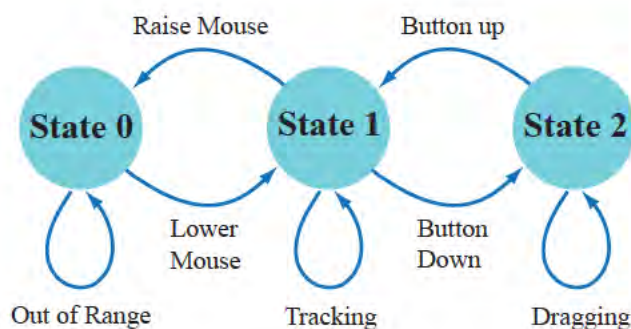 Raise Mouse
Button up
State 0
State 1
State 2
Lower
Mouse
Button
Down
Out of Range
Tracking
Dragging